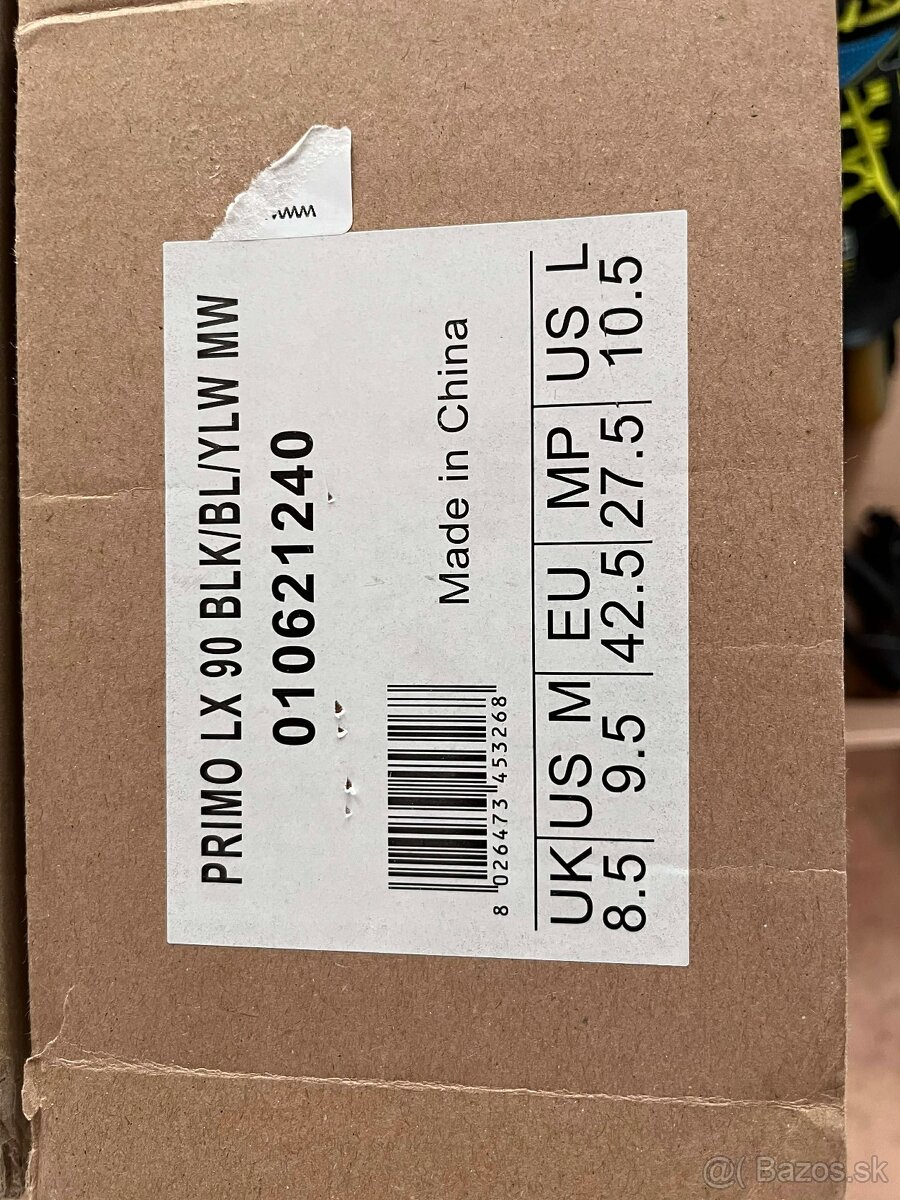 PRIMO LX 90 BLK/BL/YLW MW
010621240
Made in China
8 026473 453268
UK US M EU MP US L
8.5 9.5 42.5 27.5 10.5
@( Bazos.sk